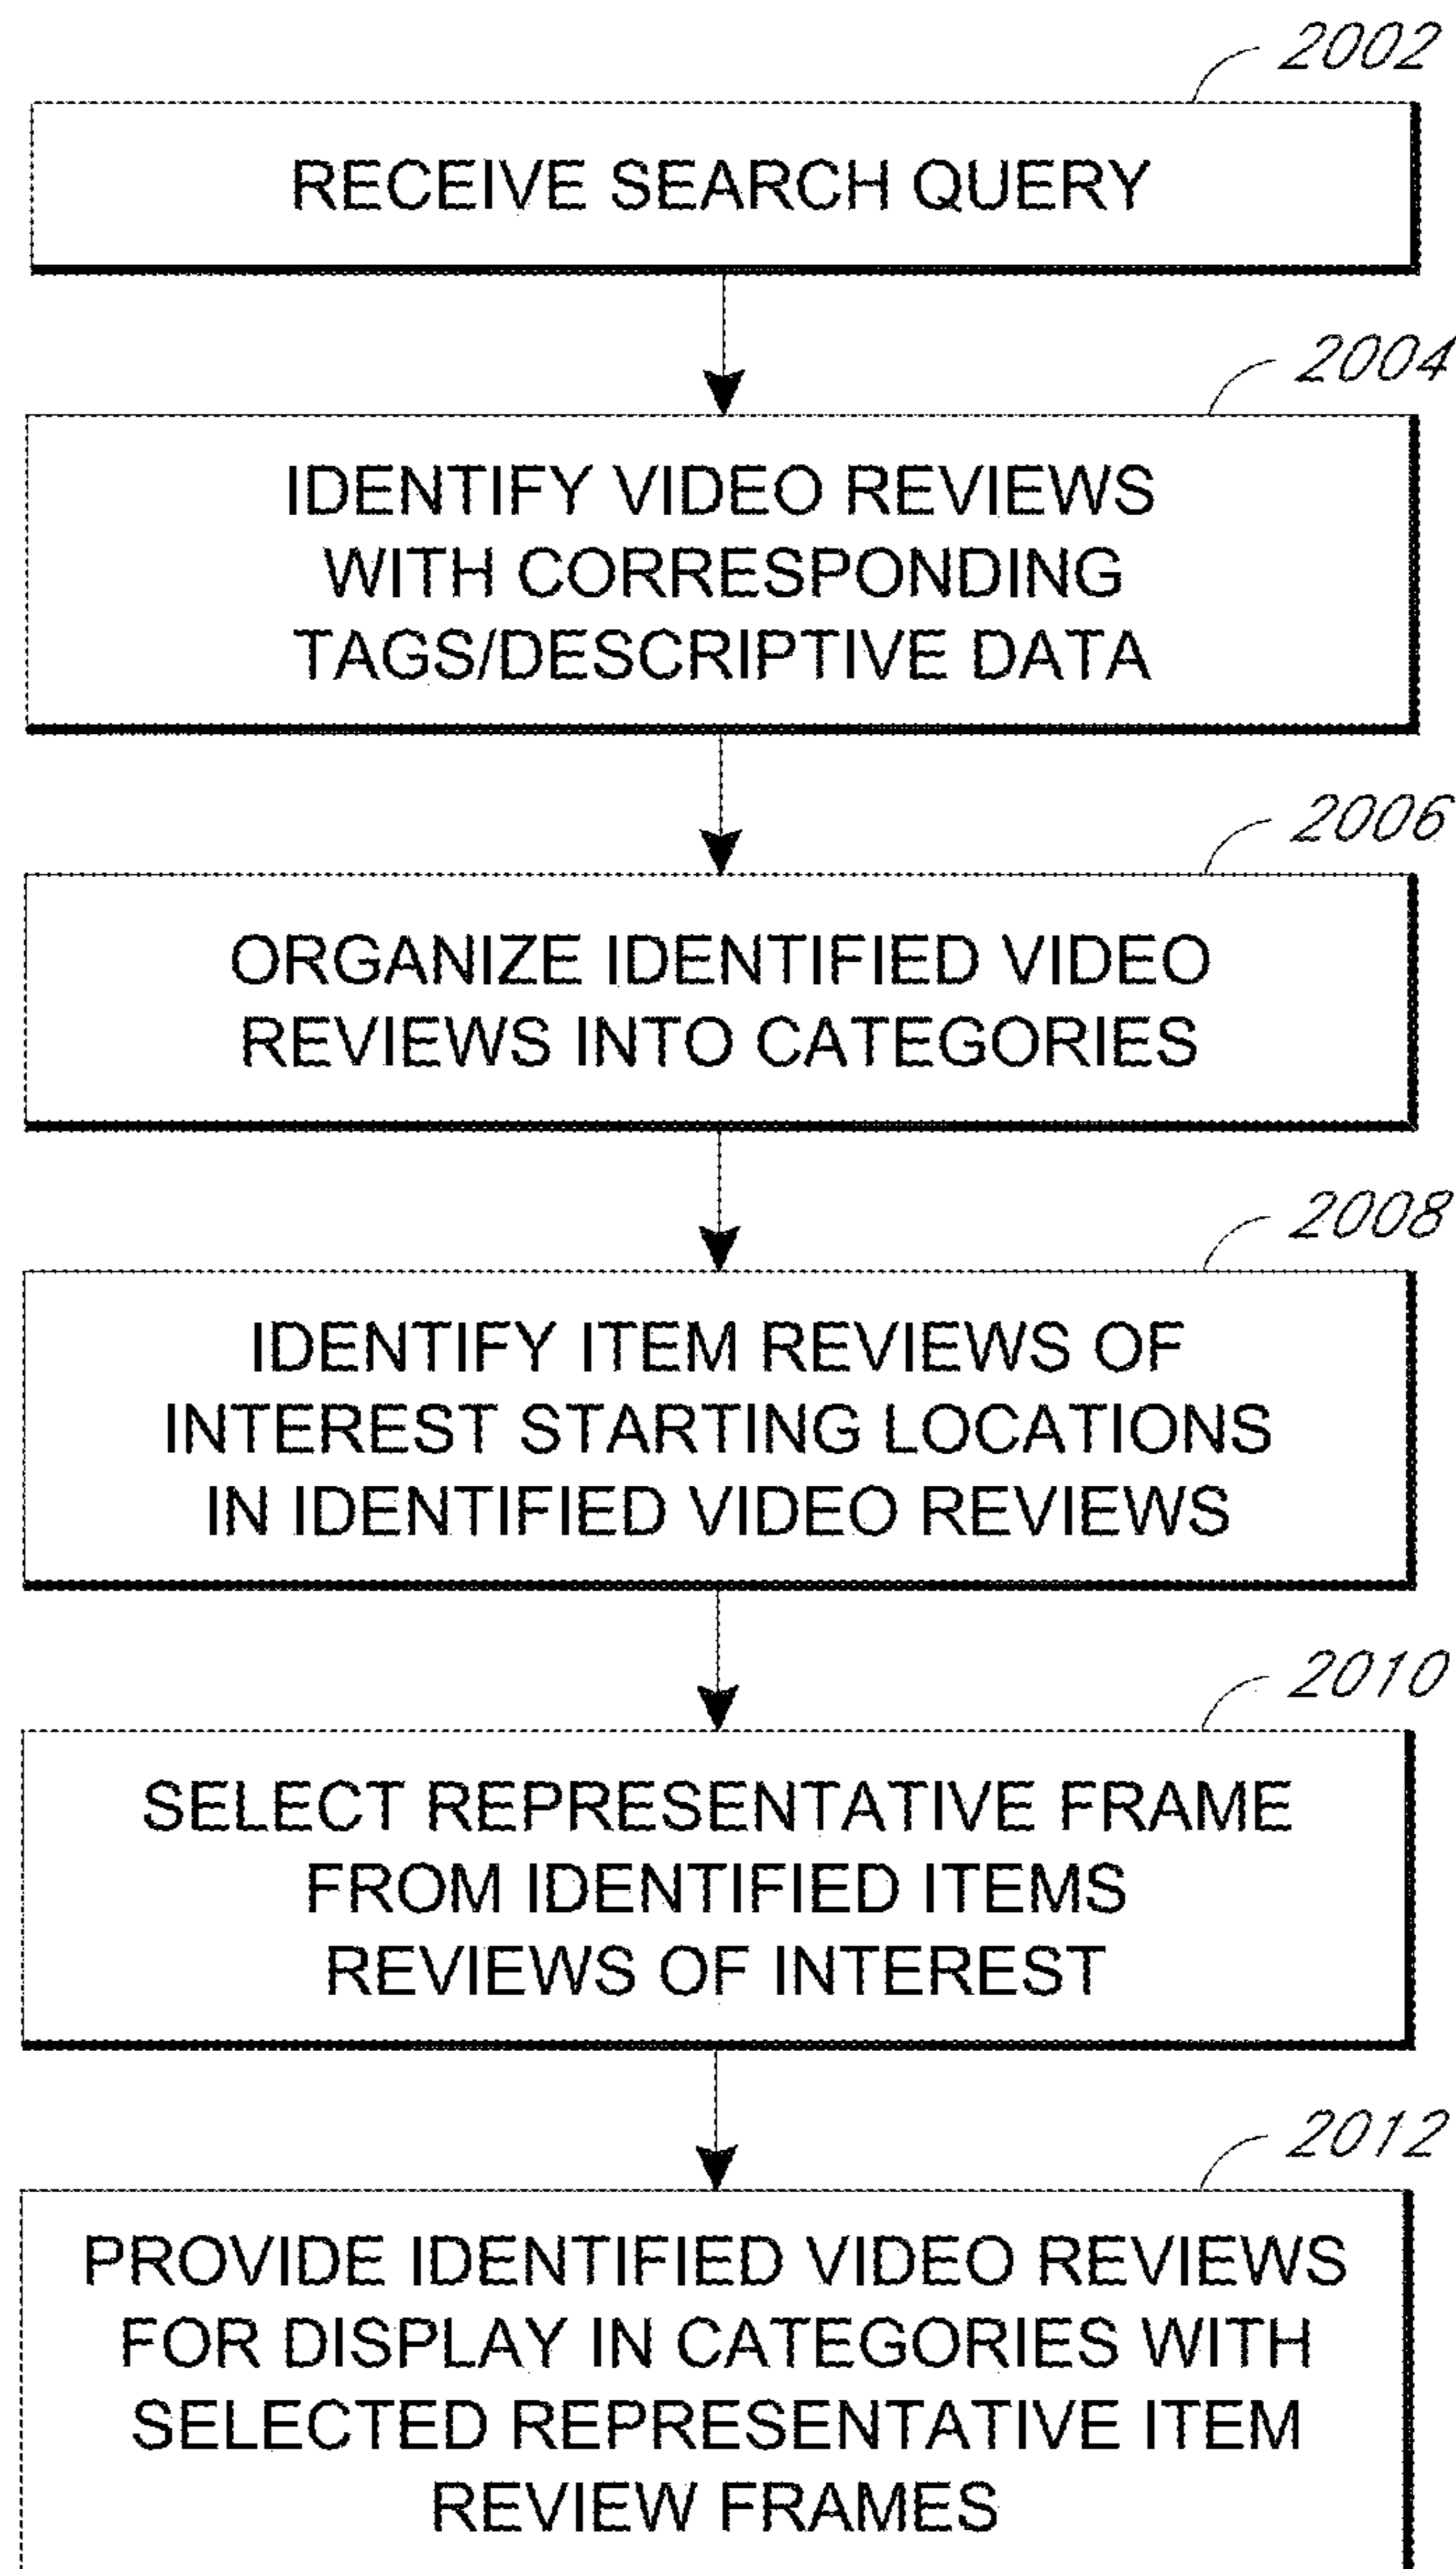 2002
RECEIVE SEARCH QUERY
2004
IDENTIFY VIDEO REVIEWS
WITH CORRESPONDING
TAGS/DESCRIPTIVE DATA
2006
ORGANIZE IDENTIFIED VIDEO
REVIEWS INTO CATEGORIES
2008
IDENTIFY ITEM REVIEWS OF
INTEREST STARTING LOCATIONS
IN IDENTIFIED VIDEO REVIEWS
2010
SELECT REPRESENTATIVE FRAME
FROM IDENTIFIED ITEMS
REVIEWS OF INTEREST
2012
PROVIDE IDENTIFIED VIDEO REVIEWS
FOR DISPLAY IN CATEGORIES WITH
SELECTED REPRESENTATIVE ITEM
REVIEW FRAMES